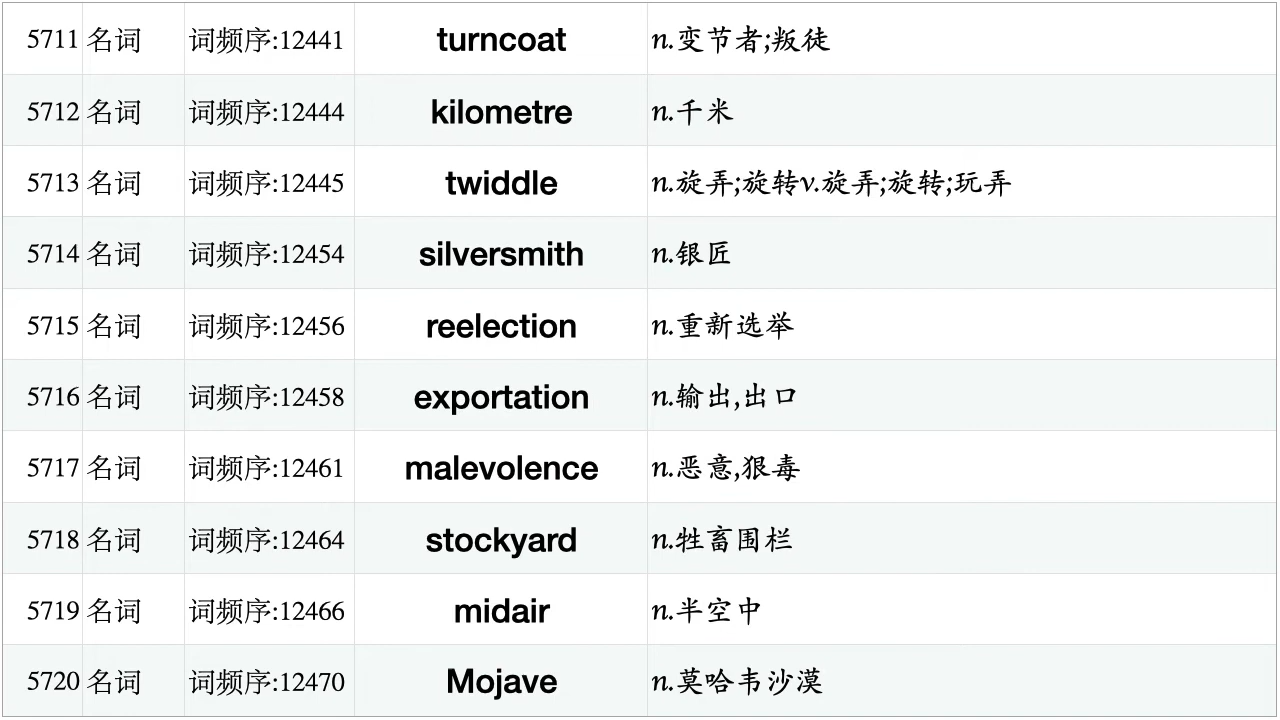 5711 名词 词频序:12441 turncoat n.变节者;叛徒
5712 名词 词频序:12444 kilometre n.千米
5713 名词 词频序:12445 twiddle n.旋弄;旋转v.旋弄;旋转;玩弄
5714 名词 词频序:12454 silversmith n.银匠
5715 名词 词频序:12456 reelection n.重新选举
5716 名词 词频序:12458 exportation n.输出,出口
5717 名词 词频序:12461 malevolence n.恶意,狠毒
5718 名词 词频序:12464 stockyard n.牲畜围栏
5719 名词 词频序:12466 midair n.半空中
5720 名词 词频序:12470 Mojave n.莫哈韦沙漠